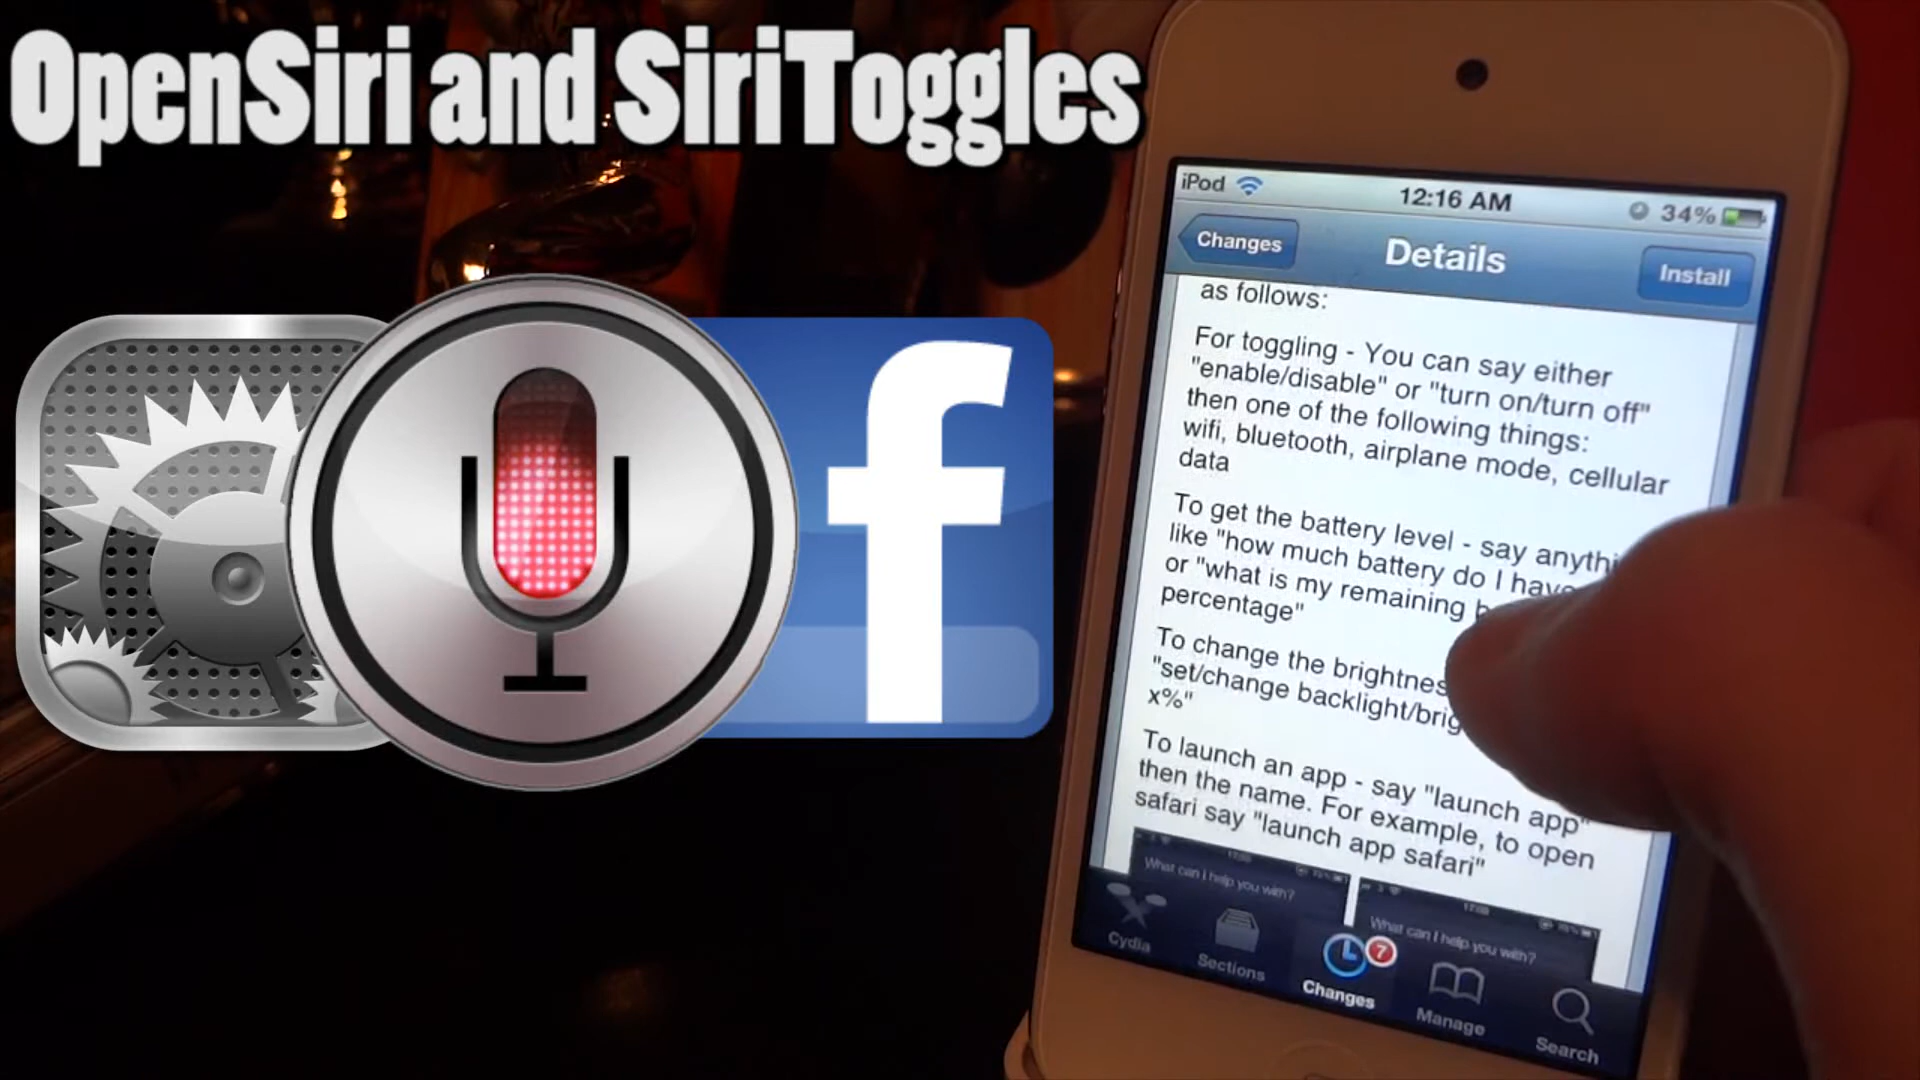 OpenSiri and SiriToggles
iPod
12:16 AM
34%
Changes
Details
Install
as follows:
For toggling - You can say either
"enable/disable" or "turn on/turn off"
then one of the following things:
wifi, bluetooth, airplane mode, cellular
data
To get the battery level - say
like "how much battery do I have
or "what is my remaining
percentage"
To change the
"set/change
x%"
To launch an app - say "launch app"
then the name. For example, to open
safari say "launch app safari"
What can I help you with?
What can I help you with?
Cydia
Sections
7
Changes
Manage
Search
f